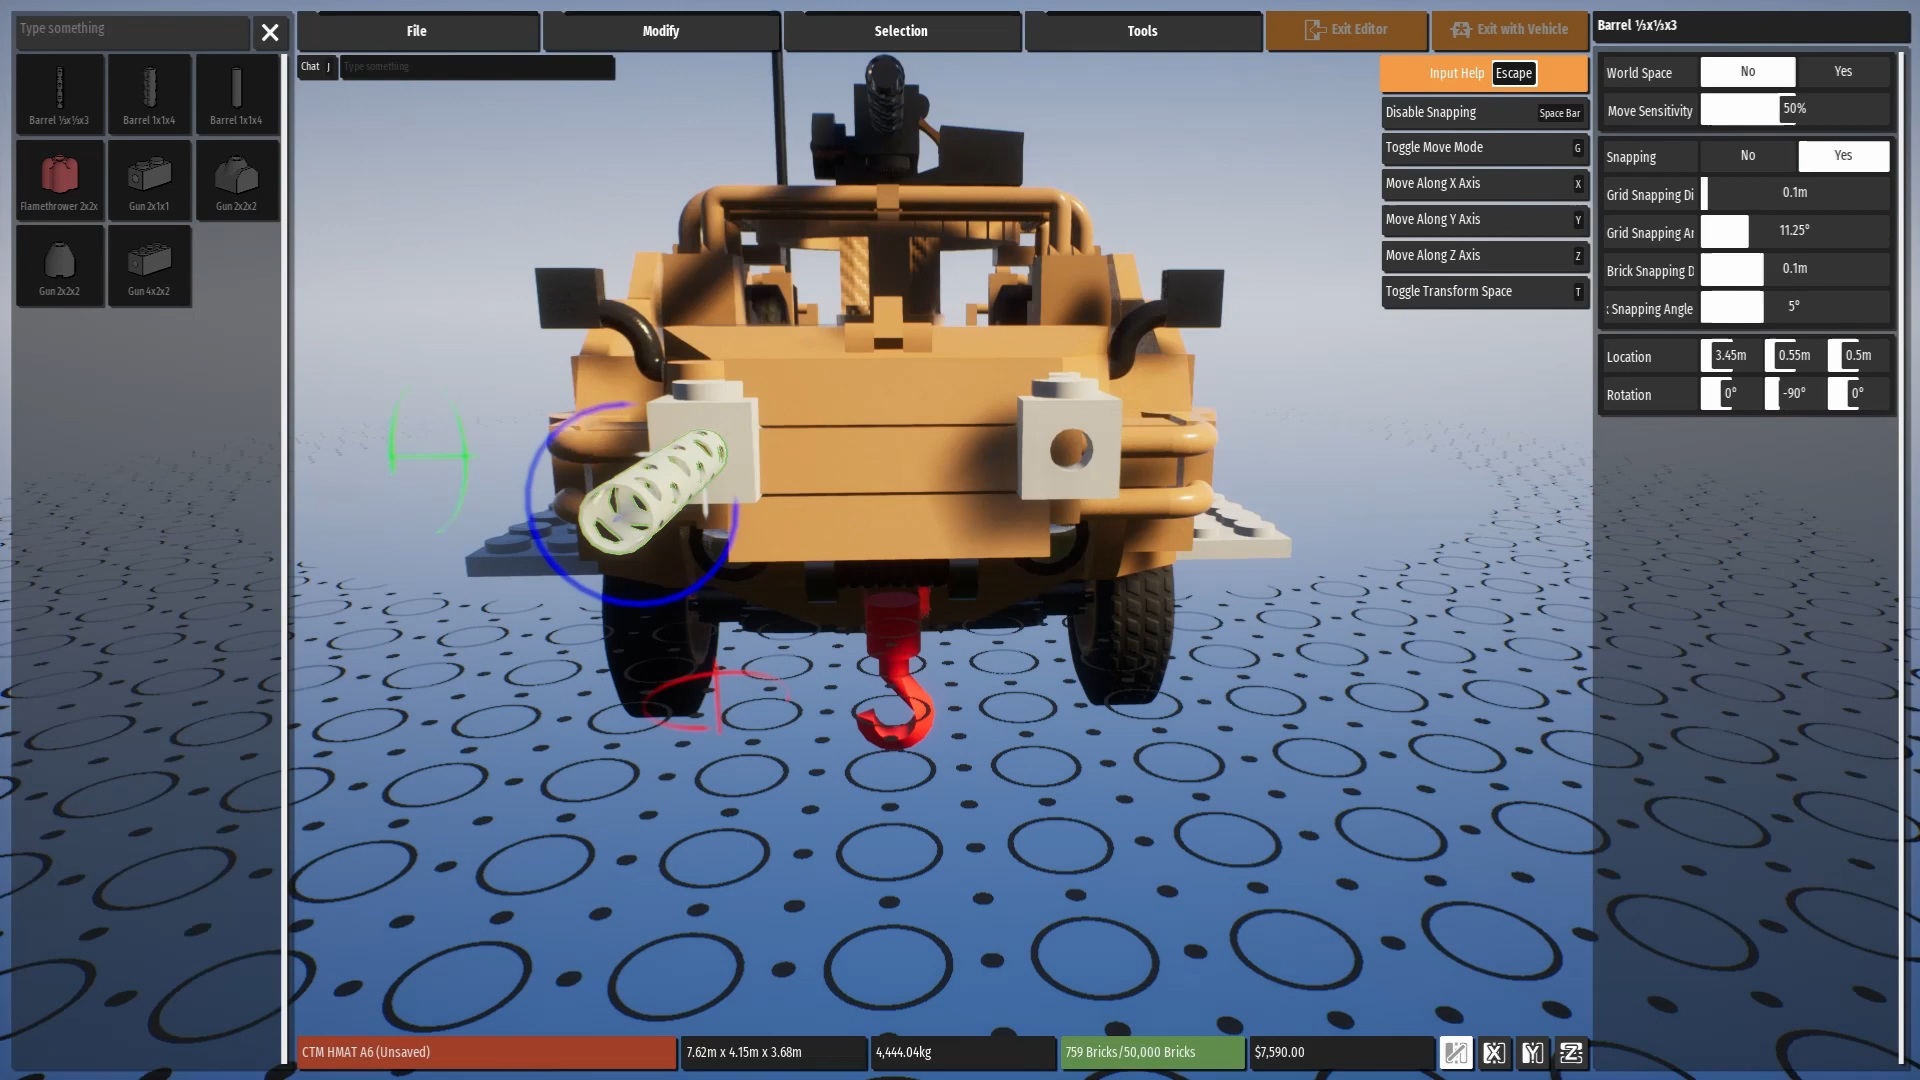 Type something
Barrel ⅓x⅓x3
Barrel 1x1x4
Barrel 1x1x4
Flamethrower 2x2x
Gun 2x1x1
Gun 2x2x2
Gun 2x2x2
Gun 4x2x2
File
Modify
Selection
Tools
Exit Editor
Exit with Vehicle
Chat J
Type something
Input Help Escape
Disable Snapping Space Bar
Toggle Move Mode G
Move Along X Axis X
Move Along Y Axis Y
Move Along Z Axis Z
Toggle Transform Space T
Barrel ⅓x⅓x3
World Space No Yes
Move Sensitivity 50%
Snapping No Yes
Grid Snapping Di 0.1m
Grid Snapping Ar 11.25°
Brick Snapping D 0.1m
Snapping Angle 5°
Location 3.45m 0.55m 0.5m
Rotation 0° -90° 0°
CTM HMAT A6 (Unsaved)
7.62m x 4.15m x 3.68m
4,444.04kg
759 Bricks/50,000 Bricks
$7,590.00
X
Y
Z